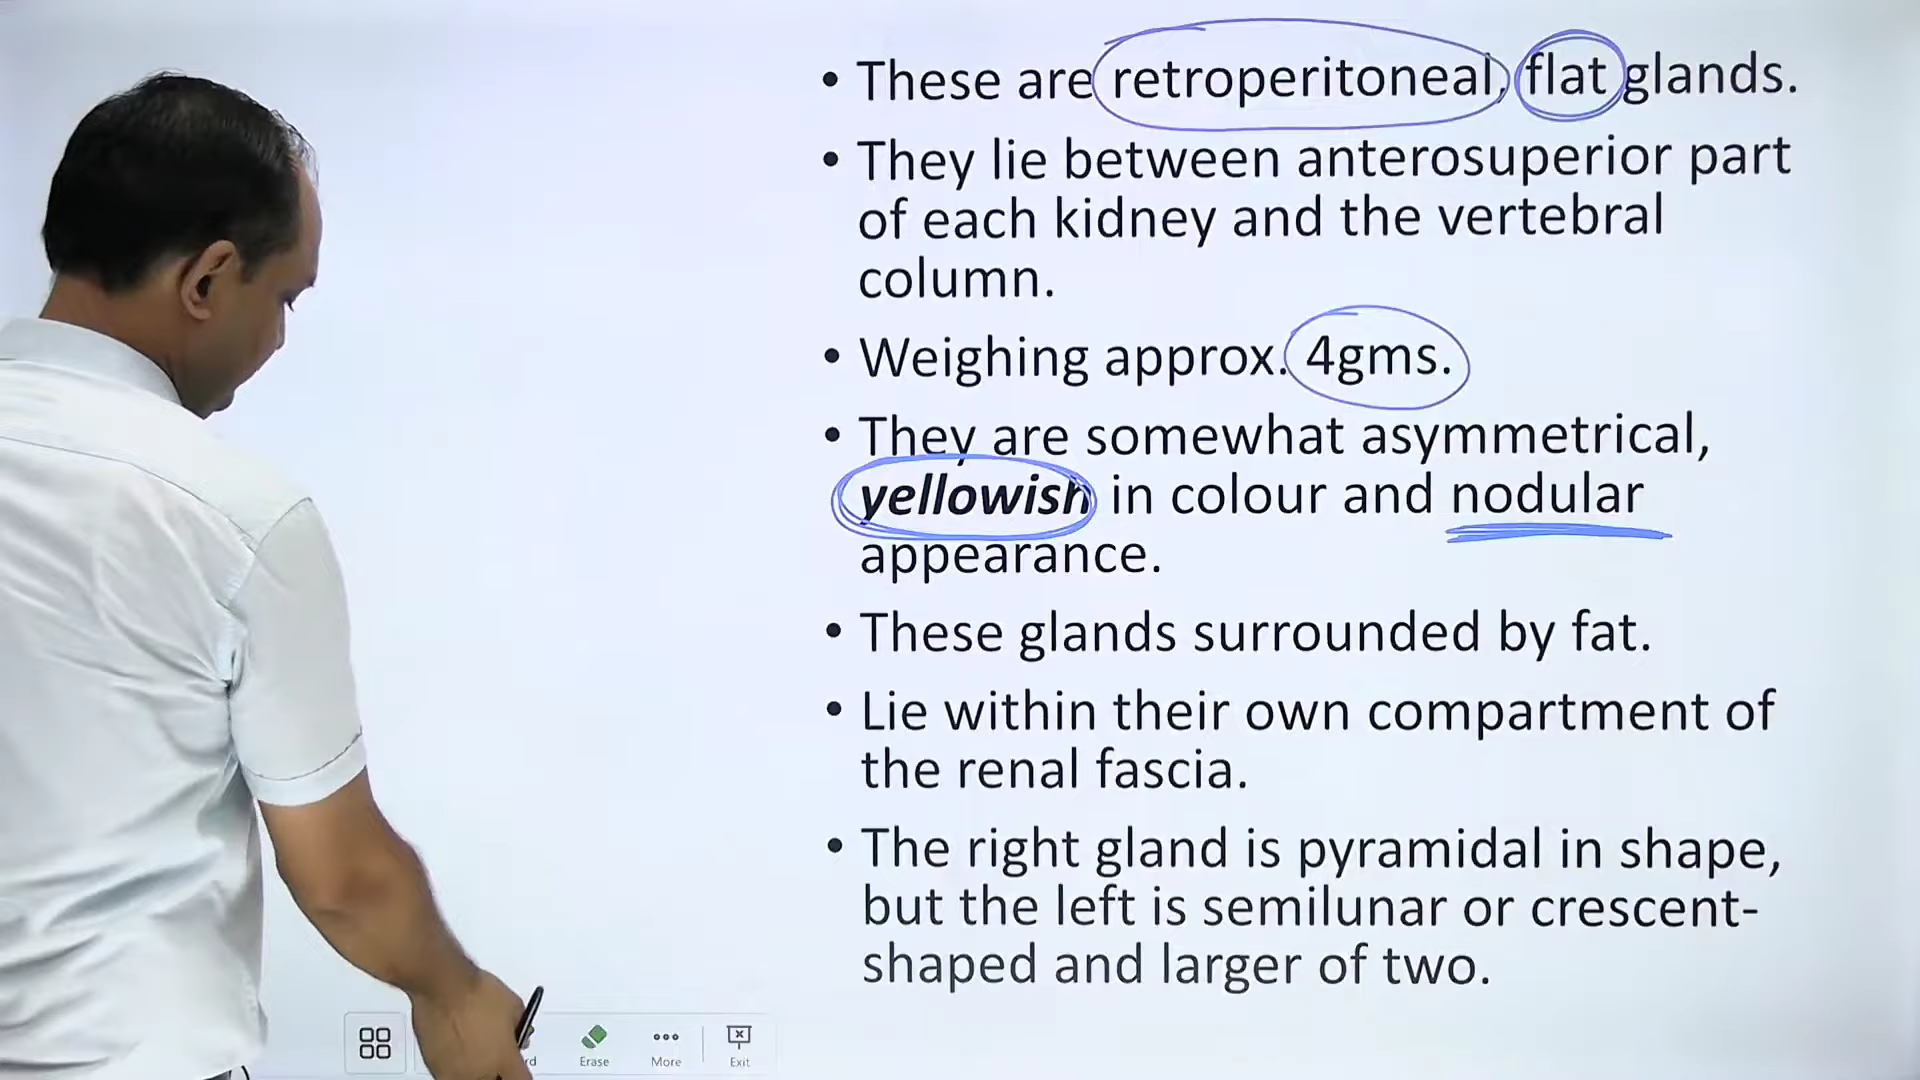 • These are retroperitoneal, flat glands.
• They lie between anterosuperior part
of each kidney and the vertebral
column.
• Weighing approx. 4gms.
• They are somewhat asymmetrical,
yellowish in colour and nodular
appearance.
• These glands surrounded by fat.
• Lie within their own compartment of
the renal fascia.
• The right gland is pyramidal in shape,
but the left is semilunar or crescent-
shaped and larger of two.
Erase More Exit